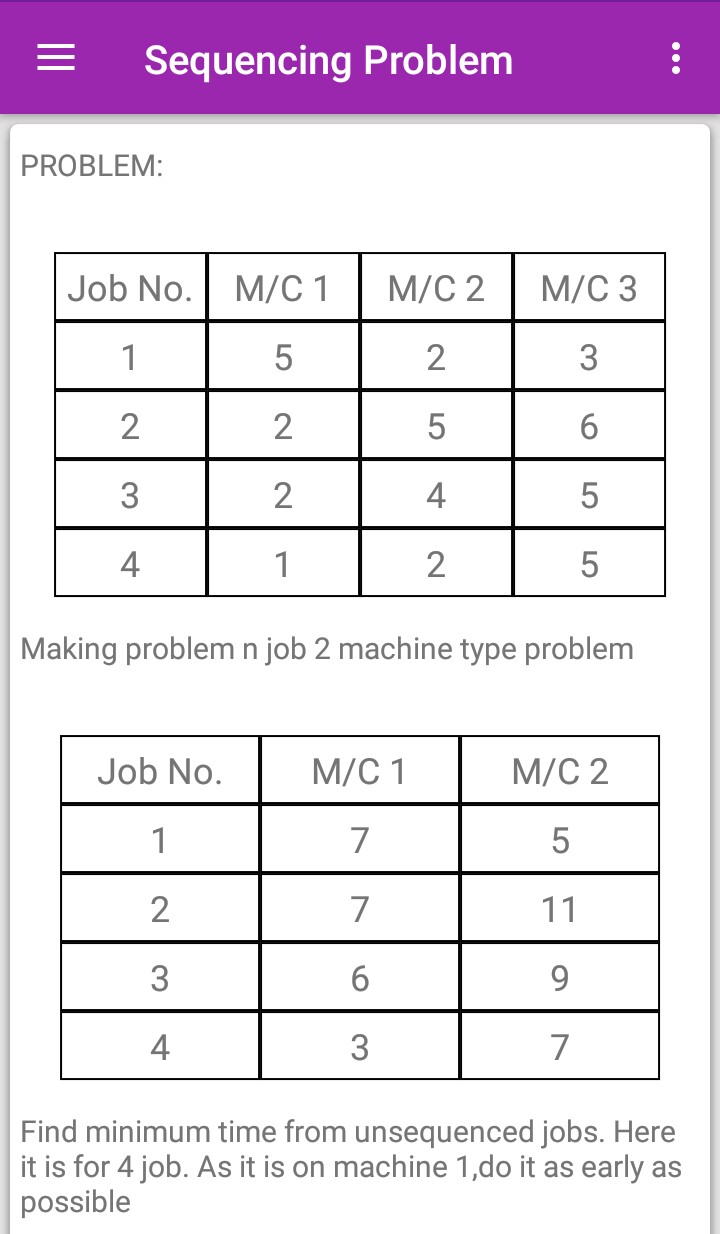 Sequencing Problem
PROBLEM:
Job No. M/C 1 M/C 2 M/C 3
1 5 2 3
2 2 5 6
3 2 4 5
4 1 2 5
Making problem n job 2 machine type problem
Job No. M/C 1 M/C 2
1 7 5
2 7 11
3 6 9
4 3 7
Find minimum time from unsequenced jobs. Here
it is for 4 job. As it is on machine 1,do it as early as
possible